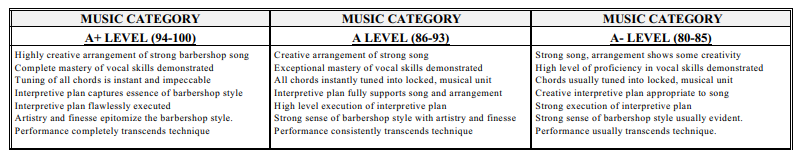 MUSIC CATEGORY
A+ LEVEL (94-100)
Highly creative arrangement of strong barbershop song
Complete mastery of vocal skills demonstrated
Tuning of all chords is instant and impeccable
Interpretive plan captures essence of barbershop style
Interpretive plan flawlessly executed
Artistry and finesse epitomize the barbershop style.
Performance completely transcends technique
MUSIC CATEGORY
A LEVEL (86-93)
Creative arrangement of strong song
Exceptional mastery of vocal skills demonstrated
All chords instantly tuned into locked, musical unit
Interpretive plan fully supports song and arrangement
High level execution of interpretive plan
Strong sense of barbershop style with artistry and finesse
Performance consistently transcends technique
MUSIC CATEGORY
A- LEVEL (80-85)
Strong song, arrangement shows some creativity
High level of proficiency in vocal skills demonstrated
Chords usually tuned into locked, musical unit
Creative interpretive plan appropriate to song
Strong execution of interpretive plan
Strong sense of barbershop style usually evident.
Performance usually transcends technique.